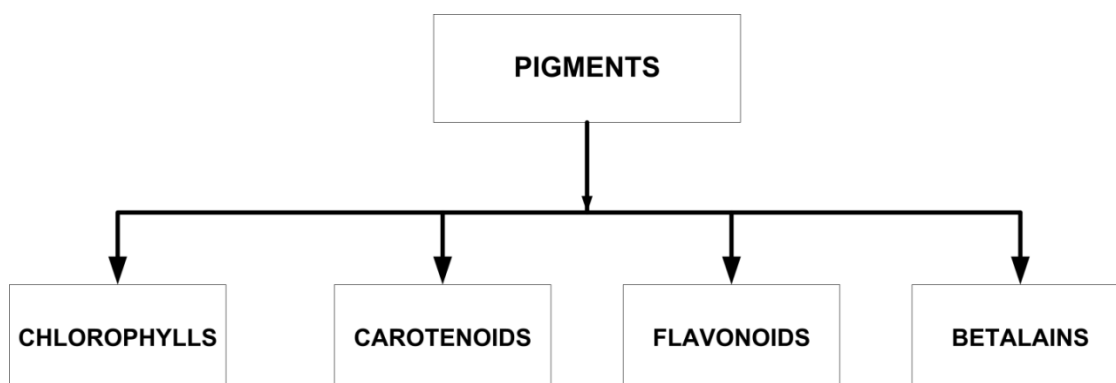 PIGMENTS
CHLOROPHYLLS
CAROTENOIDS
FLAVONOIDS
BETALAINS